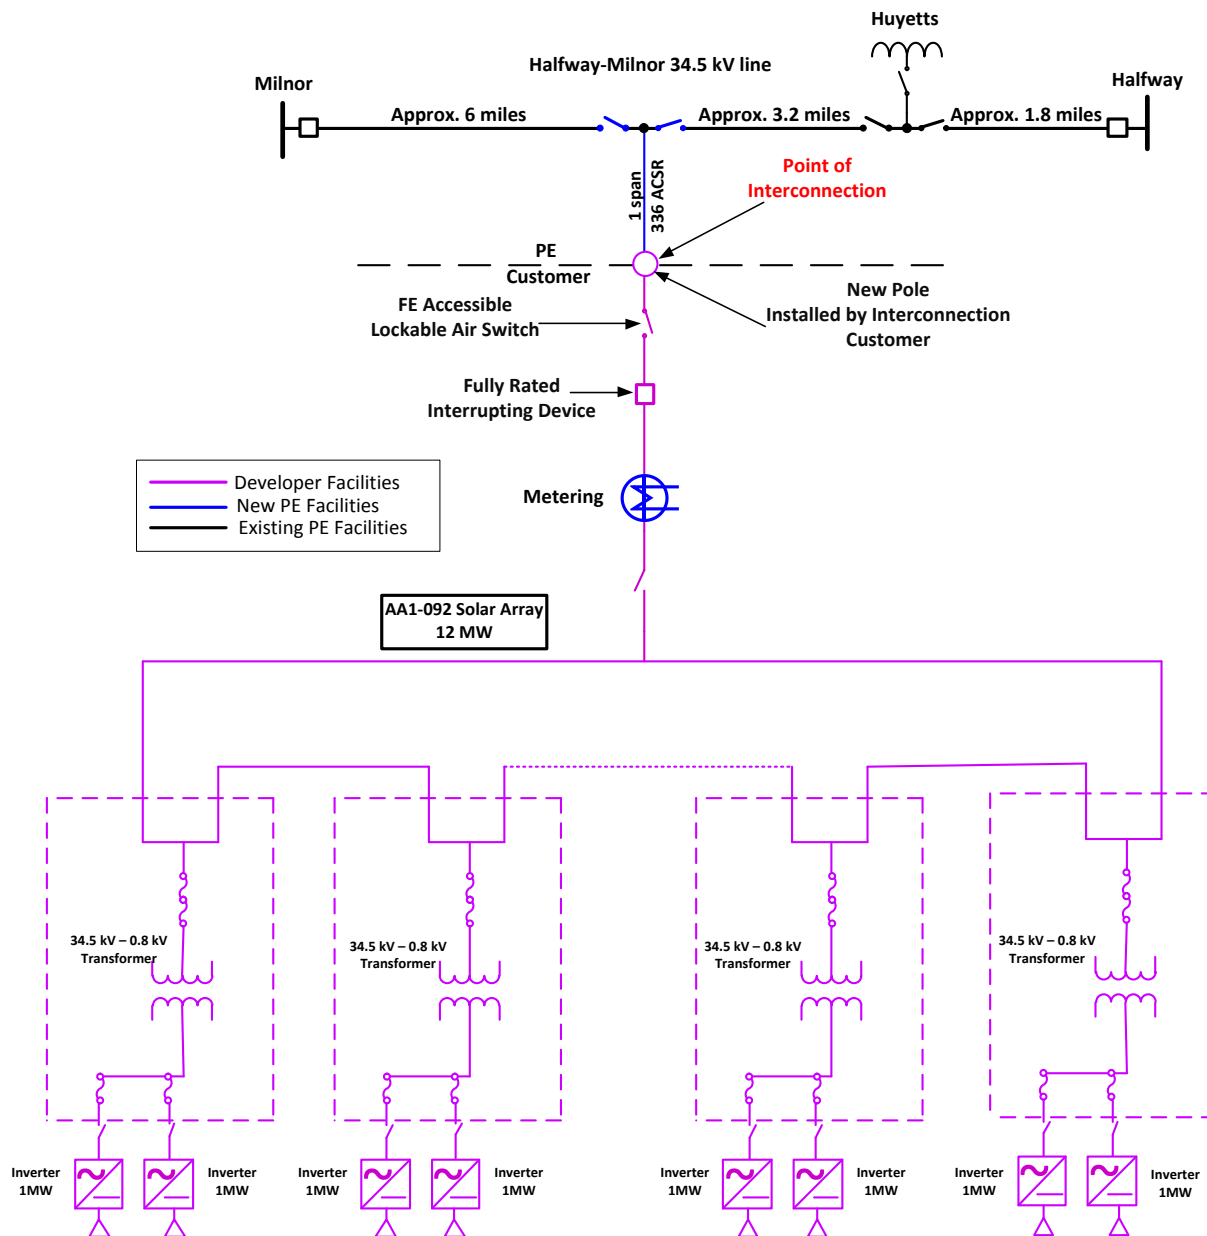 Huyetts
Halfway-Milnor 34.5 kV line
Milnor
Halfway
Approx. 6 miles
Approx. 3.2 miles
Approx. 1.8 miles
Point of
Interconnection
1 span
336 ACSR
PE
Customer
New Pole
Installed by Interconnection
Customer
FE Accessible
Lockable Air Switch
Fully Rated
Interrupting Device
Developer Facilities
New PE Facilities
Existing PE Facilities
Metering
AA1-092 Solar Array
12 MW
34.5 kV – 0.8 kV
Transformer
34.5 kV – 0.8 kV
Transformer
34.5 kV – 0.8 kV
Transformer
34.5 kV – 0.8 kV
Transformer
Inverter
1MW
Inverter
1MW
Inverter
1MW
Inverter
1MW
Inverter
1MW
Inverter
1MW
Inverter
1MW
Inverter
1MW